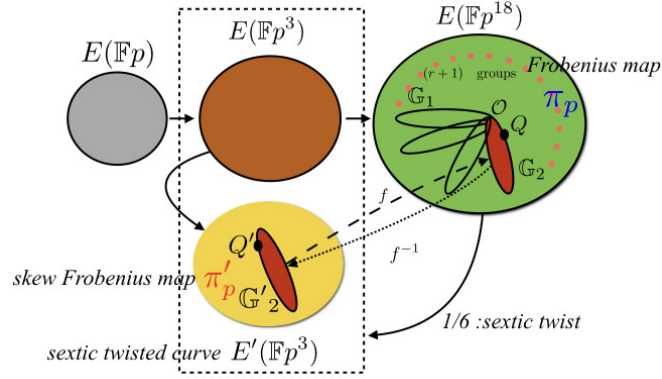 E(𝔽p)
E(𝔽p³)
E(𝔽p¹⁸)
(r + 1) groups
Frobenius map
π_p
𝔾₁
𝒪
Q
𝔾₂
f
f⁻¹
Q′
skew Frobenius map π′_p
𝔾′₂
1/6 :sextic twist
sextic twisted curve E′(𝔽p³)